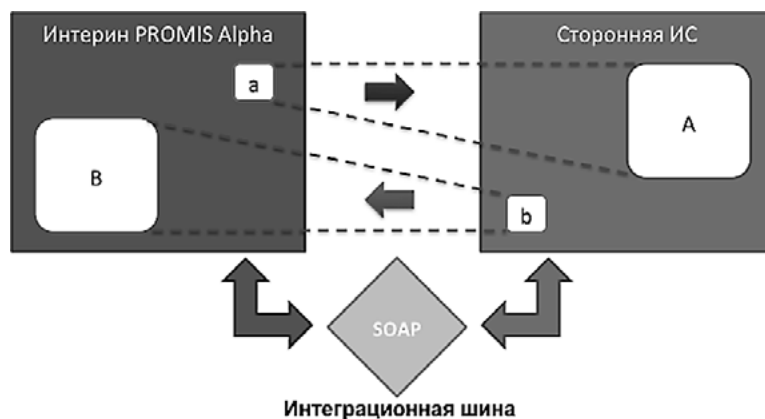 Интерин PROMIS Alpha
Сторонняя ИС
a
A
B
b
SOAP
Интеграционная шина